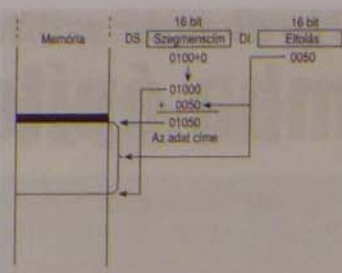 16 bit 16 bit
Memória DS Szegmenscím DI Eltolás
0100+0 0050
01000
+ 0050
01050
Az adat címe